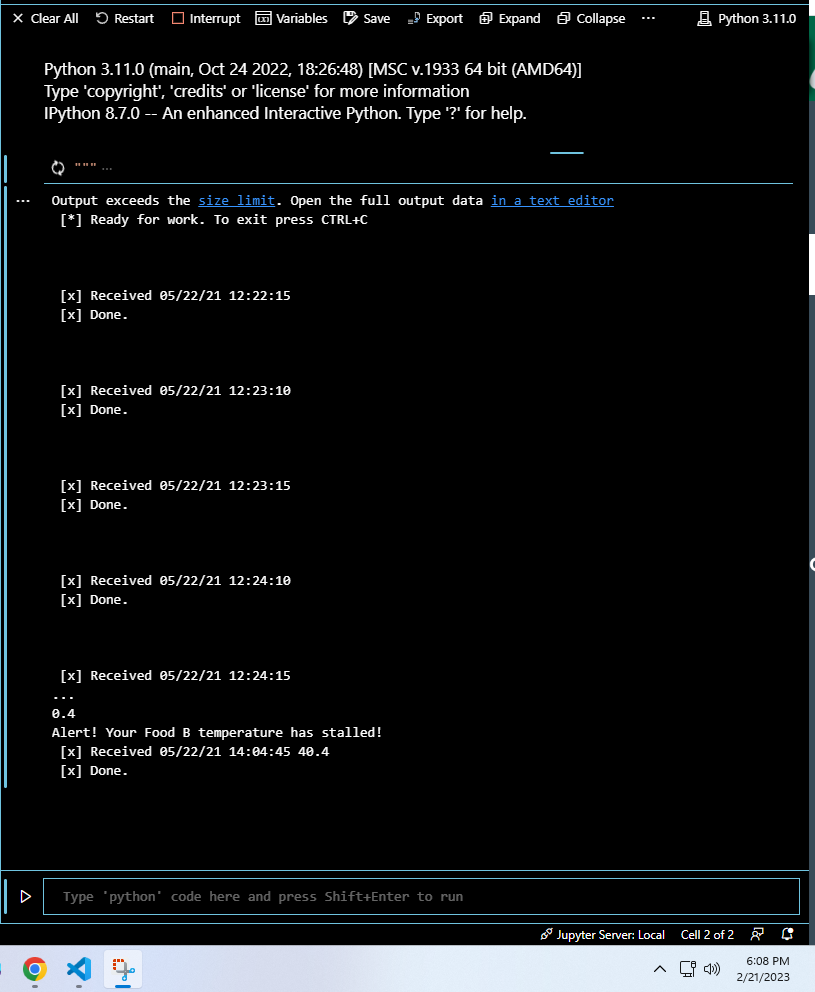 Clear All Restart Interrupt Variables Save Export Expand Collapse ... Python 3.11.0
Python 3.11.0 (main, Oct 24 2022, 18:26:48) [MSC v.1933 64 bit (AMD64)]
Type 'copyright', 'credits' or 'license' for more information
IPython 8.7.0 -- An enhanced Interactive Python. Type '?' for help.
""" ...
... Output exceeds the size limit. Open the full output data in a text editor
[*] Ready for work. To exit press CTRL+C
[x] Received 05/22/21 12:22:15
[x] Done.
[x] Received 05/22/21 12:23:10
[x] Done.
[x] Received 05/22/21 12:23:15
[x] Done.
[x] Received 05/22/21 12:24:10
[x] Done.
[x] Received 05/22/21 12:24:15
...
0.4
Alert! Your Food B temperature has stalled!
[x] Received 05/22/21 14:04:45 40.4
[x] Done.
Type 'python' code here and press Shift+Enter to run
Jupyter Server: Local Cell 2 of 2
6:08 PM
2/21/2023